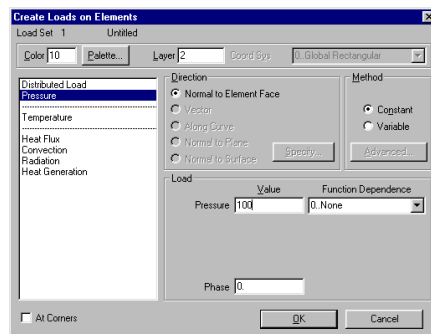 Create Loads on Elements
Load Set 1 Untitled
Color 10 Palette... Layer 2 Coord Sys 0..Global Rectangular
Distributed Load
Pressure
Temperature
Heat Flux
Convection
Radiation
Heat Generation
Direction
Normal to Element Face
Vector
Along Curve
Normal to Plane
Normal to Surface
Specify...
Method
Constant
Variable
Advanced...
Load
Value Function Dependence
Pressure 100 0..None
Phase 0.
At Corners
OK Cancel